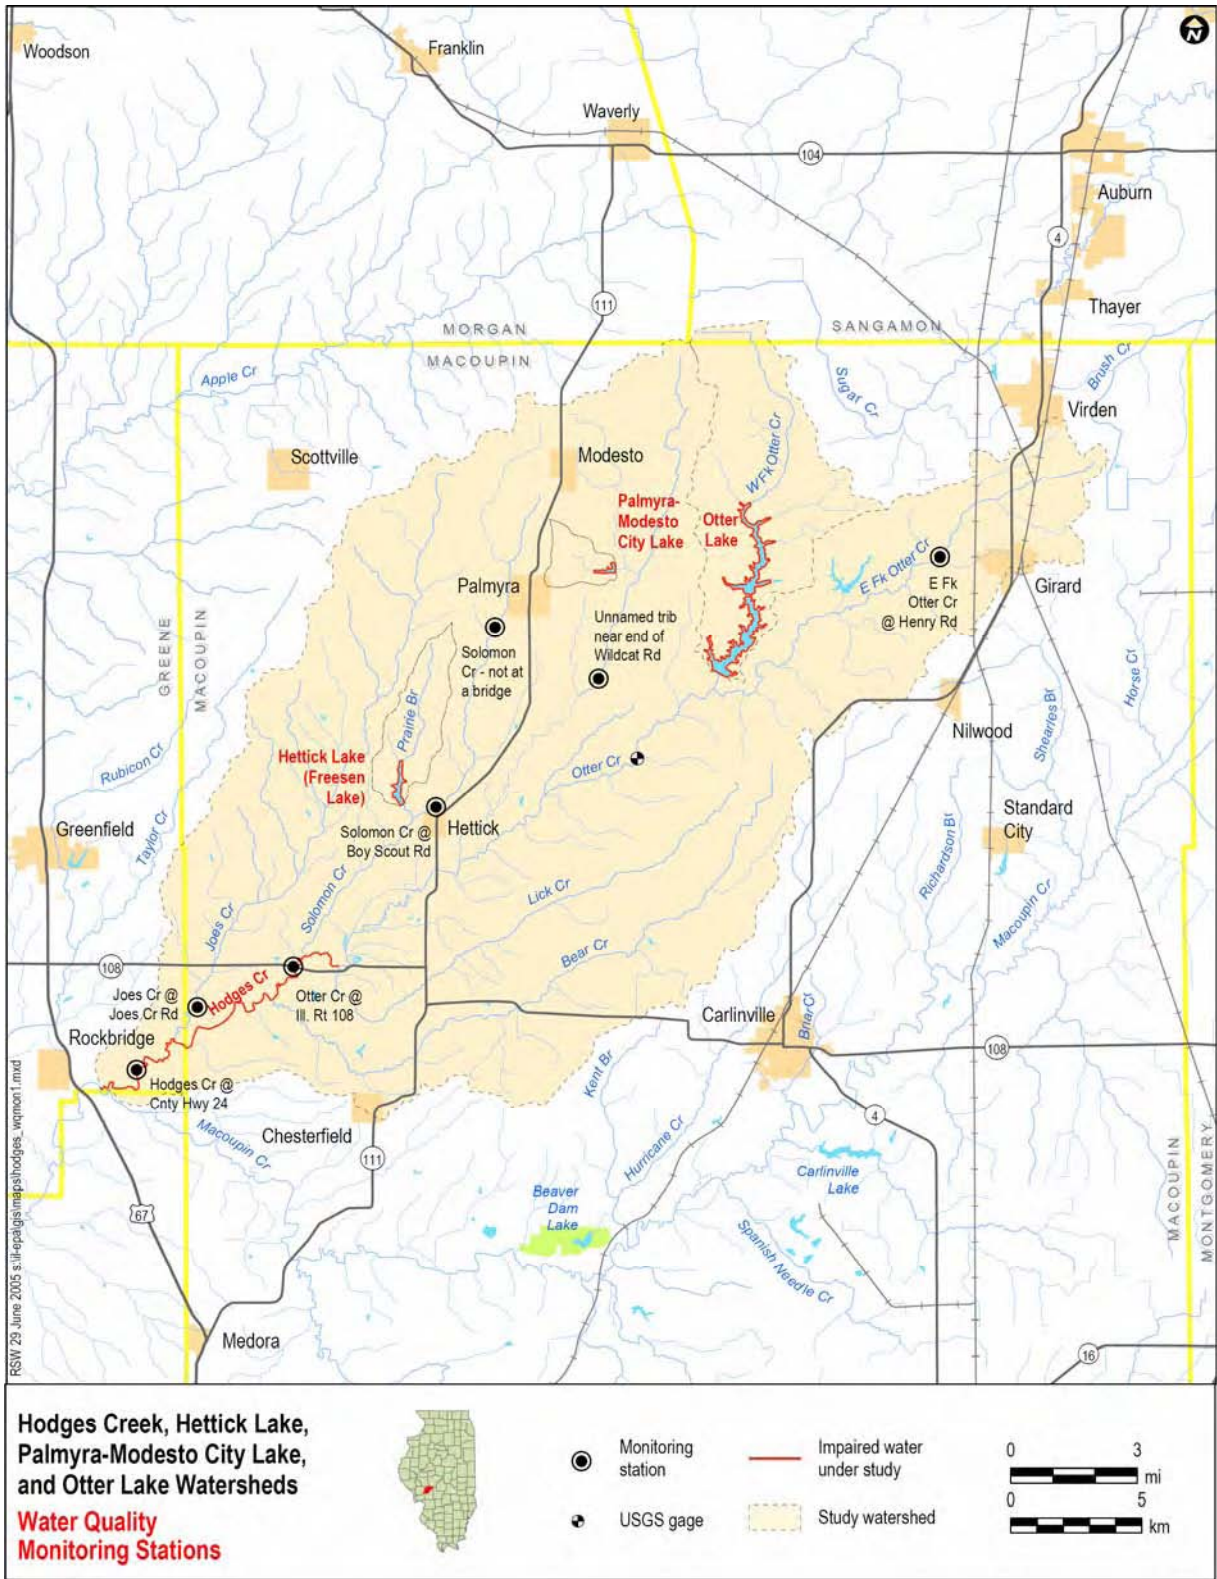 Woodson
Franklin
N
Waverly
104
Auburn
4
Thayer
111
MORGAN
SANGAMON
MACOUPIN
Apple Cr
Sugar Cr
Brush Cr
Virden
Scottville
Modesto
W Fk Otter Cr
Palmyra-
Modesto
City Lake
Otter
Lake
E Fk Otter Cr
E Fk
Otter Cr
@ Henry Rd
Girard
Palmyra
Unnamed trib
near end of
Wildcat Rd
Solomon
Cr - not at
a bridge
GREENE
MACOUPIN
Prairie Br
Horse Cr
Shearles Br
Nilwood
Rubicon Cr
Hettick Lake
(Freesen
Lake)
Otter Cr
Standard
City
Greenfield
Taylor Cr
Solomon Cr @
Boy Scout Rd
Hettick
Richardson Br
Joes Cr
Solomon Cr
Lick Cr
Macoupin Cr
Bear Cr
108
Hodges Cr
Joes Cr @
Joes Cr Rd
Otter Cr @
Ill. Rt 108
Carlinville
Briar Cr
Rockbridge
108
Hodges Cr @
Cnty Hwy 24
Kent Br
Macoupin Cr
Chesterfield
4
Hurricane Cr
111
MACOUPIN
MONTGOMERY
Carlinville
Lake
Beaver
Dam
Lake
67
Spanish Needle Cr
Medora
16
RSW 29 June 2005 s:\il-epa\gis\maps\hodges_wqmon1.mxd
Hodges Creek, Hettick Lake,
Palmyra-Modesto City Lake,
and Otter Lake Watersheds
Water Quality
Monitoring Stations
Monitoring
station
USGS gage
Impaired water
under study
Study watershed
0 3
mi
0 5
km